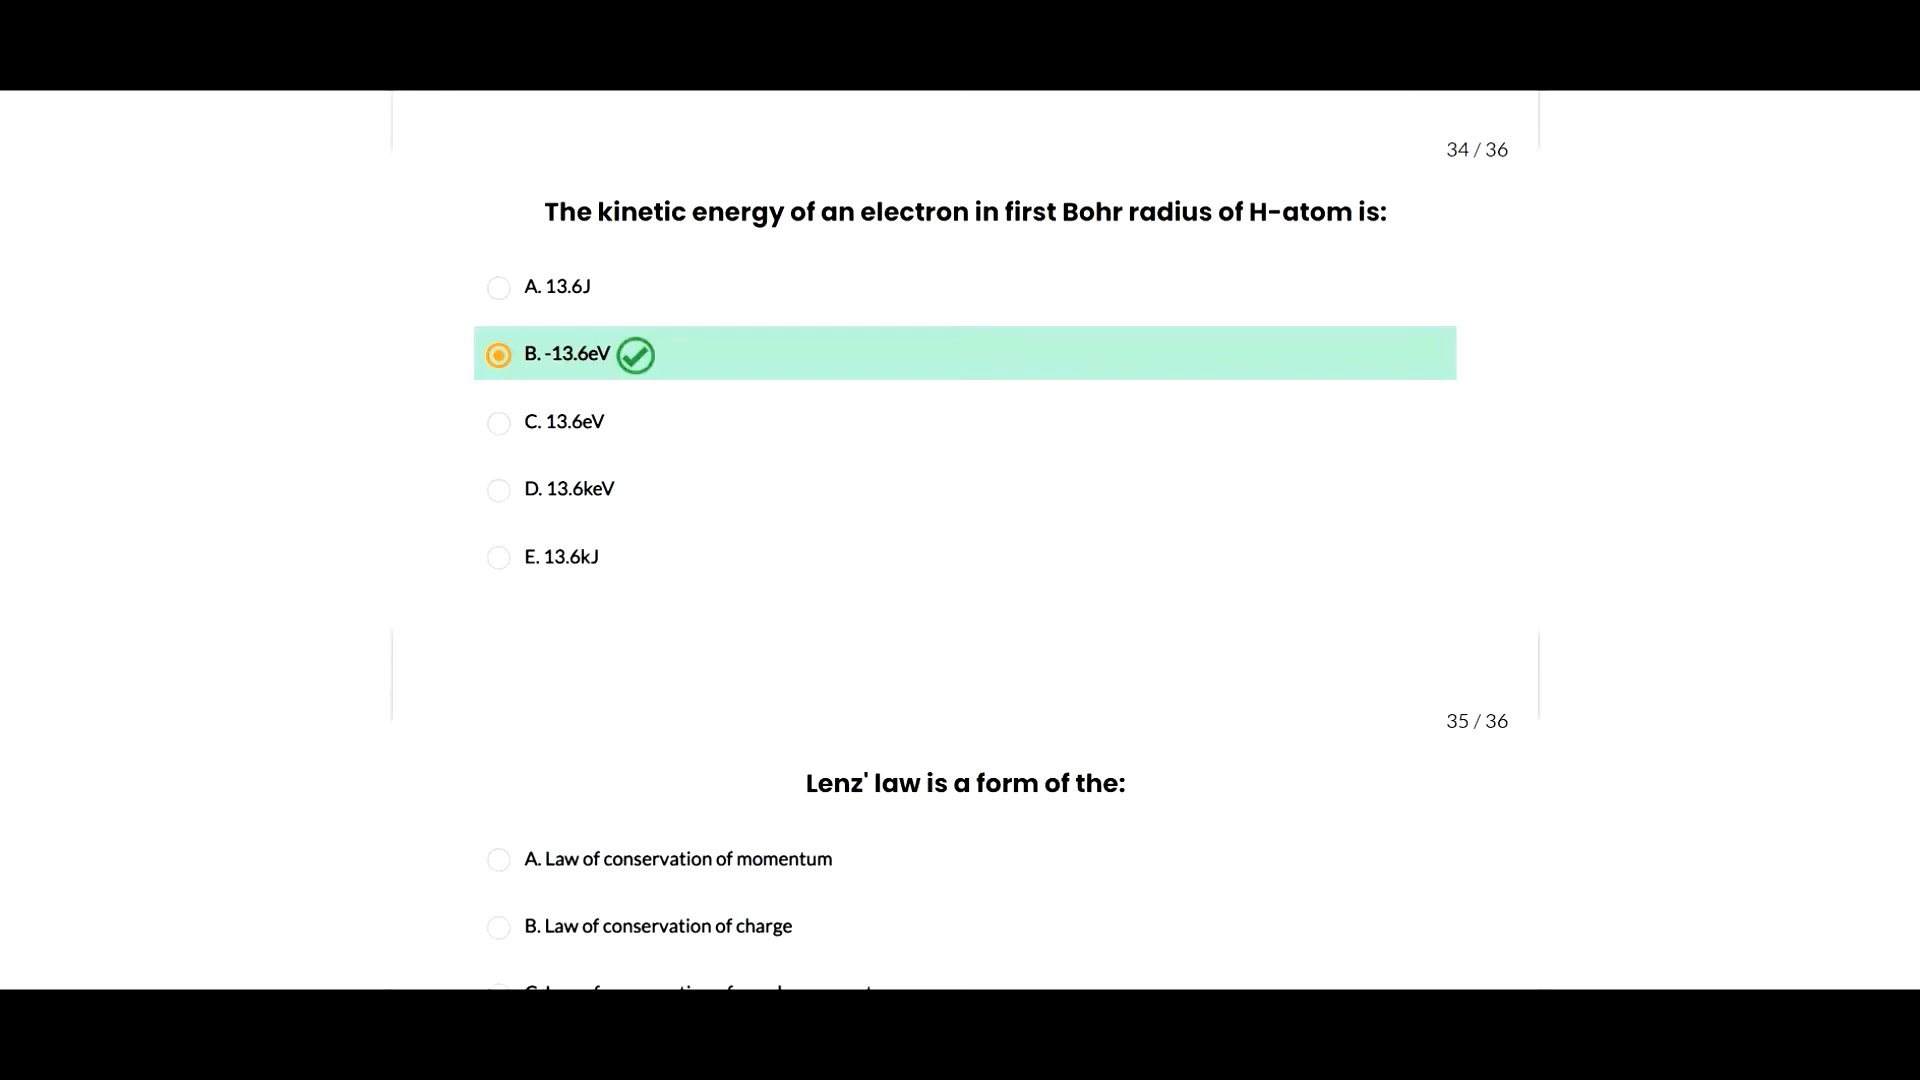 34 / 36
The kinetic energy of an electron in first Bohr radius of H-atom is:
A. 13.6J
B. -13.6eV
C. 13.6eV
D. 13.6keV
E. 13.6kJ
35 / 36
Lenz' law is a form of the:
A. Law of conservation of momentum
B. Law of conservation of charge